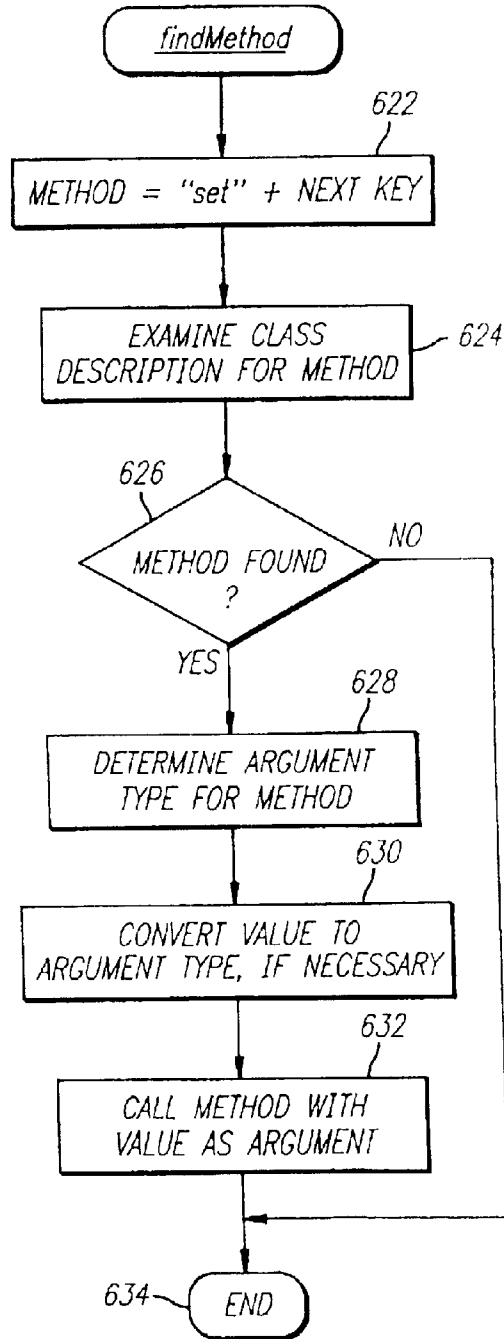 findMethod
622
METHOD = "set" + NEXT KEY
EXAMINE CLASS
DESCRIPTION FOR METHOD
624
626
METHOD FOUND
?
NO
YES
628
DETERMINE ARGUMENT
TYPE FOR METHOD
630
CONVERT VALUE TO
ARGUMENT TYPE, IF NECESSARY
632
CALL METHOD WITH
VALUE AS ARGUMENT
634
END